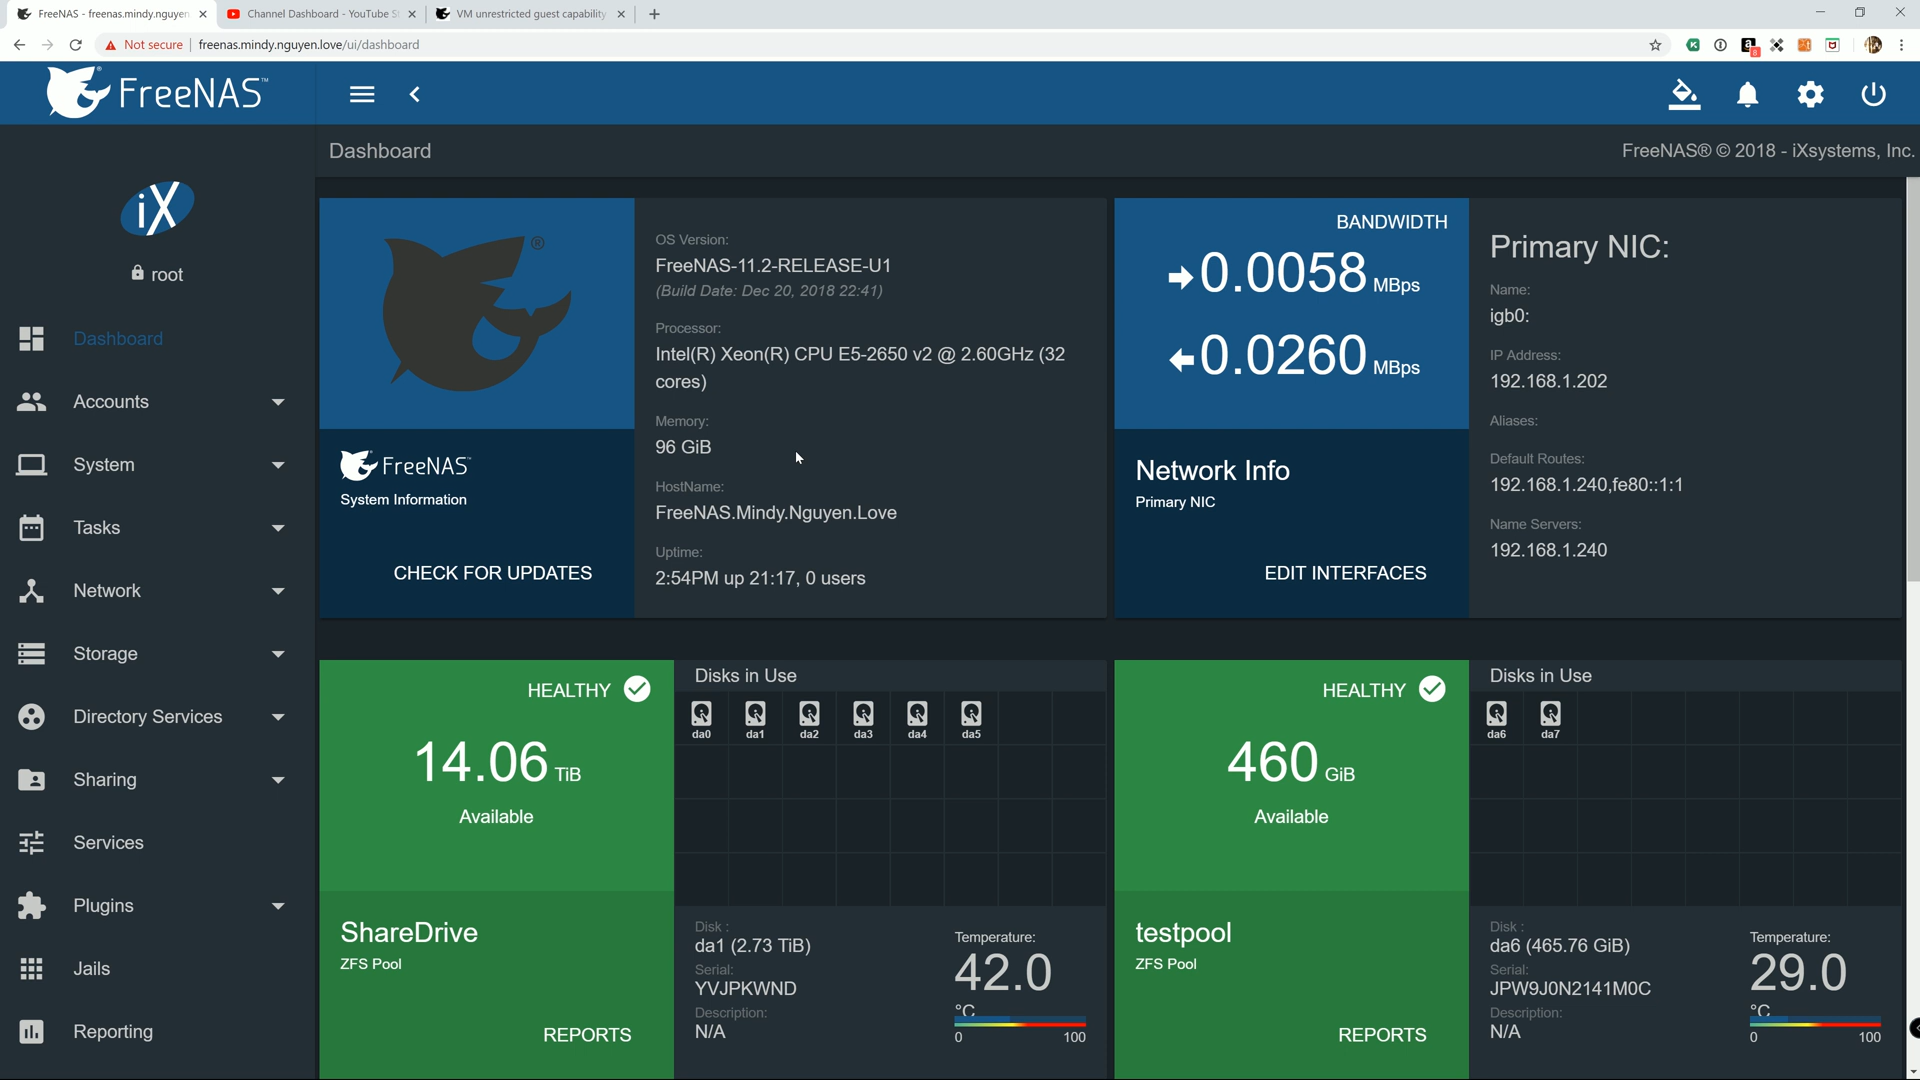 FreeNAS - freenas.mindy.nguyen
Channel Dashboard - YouTube S
VM unrestricted guest capability
Not secure
freenas.mindy.nguyen.love/ui/dashboard
8
FreeNAS™
Dashboard
FreeNAS® © 2018 - iXsystems, Inc.
iX
root
Dashboard
Accounts
System
Tasks
Network
Storage
Directory Services
Sharing
Services
Plugins
Jails
Reporting
®
FreeNAS™
System Information
CHECK FOR UPDATES
OS Version:
FreeNAS-11.2-RELEASE-U1
(Build Date: Dec 20, 2018 22:41)
Processor:
Intel(R) Xeon(R) CPU E5-2650 v2 @ 2.60GHz (32
cores)
Memory:
96 GiB
HostName:
FreeNAS.Mindy.Nguyen.Love
Uptime:
2:54PM up 21:17, 0 users
BANDWIDTH
0.0058 MBps
0.0260 MBps
Network Info
Primary NIC
EDIT INTERFACES
Primary NIC:
Name:
igb0:
IP Address:
192.168.1.202
Aliases:
Default Routes:
192.168.1.240,fe80::1:1
Name Servers:
192.168.1.240
HEALTHY
14.06 TiB
Available
ShareDrive
ZFS Pool
REPORTS
Disks in Use
da0 da1 da2 da3 da4 da5
Disk :
da1 (2.73 TiB)
Serial:
YVJPKWND
Description:
N/A
Temperature:
42.0
°C
0 100
HEALTHY
460 GiB
Available
testpool
ZFS Pool
REPORTS
Disks in Use
da6 da7
Disk :
da6 (465.76 GiB)
Serial:
JPW9J0N2141M0C
Description:
N/A
Temperature:
29.0
°C
0 100